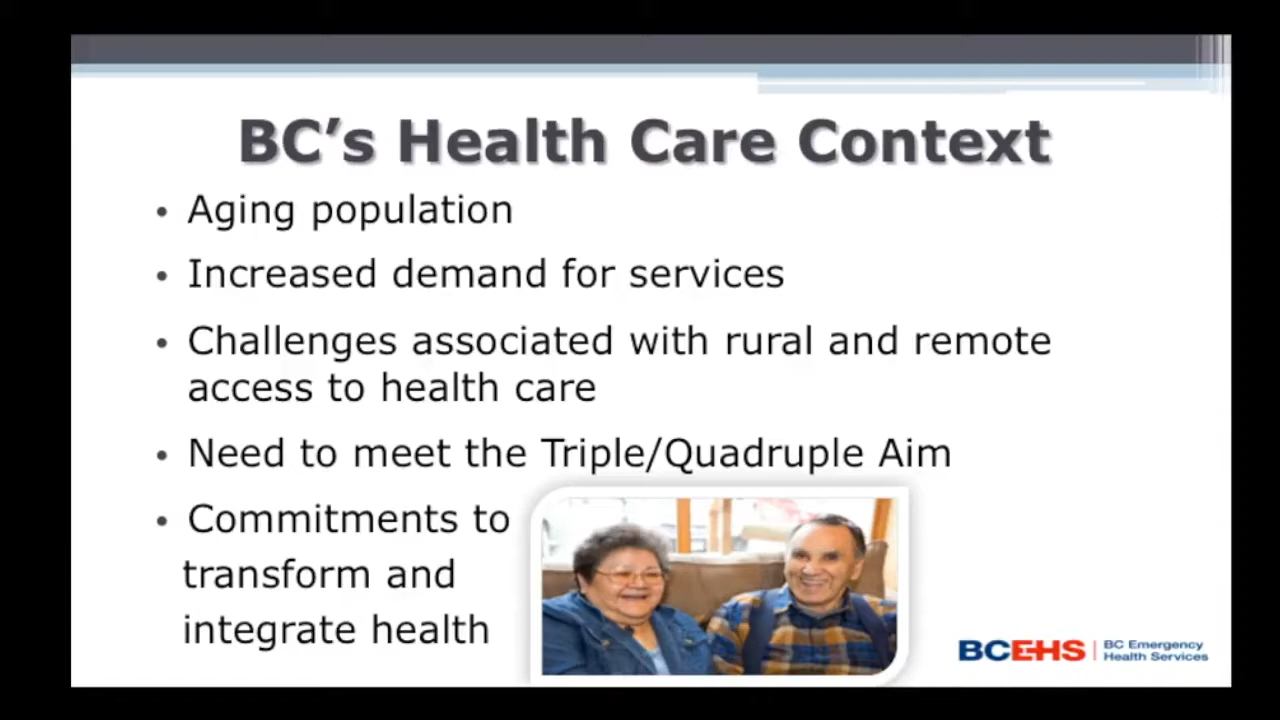 BC’s Health Care Context
• Aging population
• Increased demand for services
• Challenges associated with rural and remote
access to health care
• Need to meet the Triple/Quadruple Aim
• Commitments to
transform and
integrate health
BCEHS | BC Emergency
Health Services